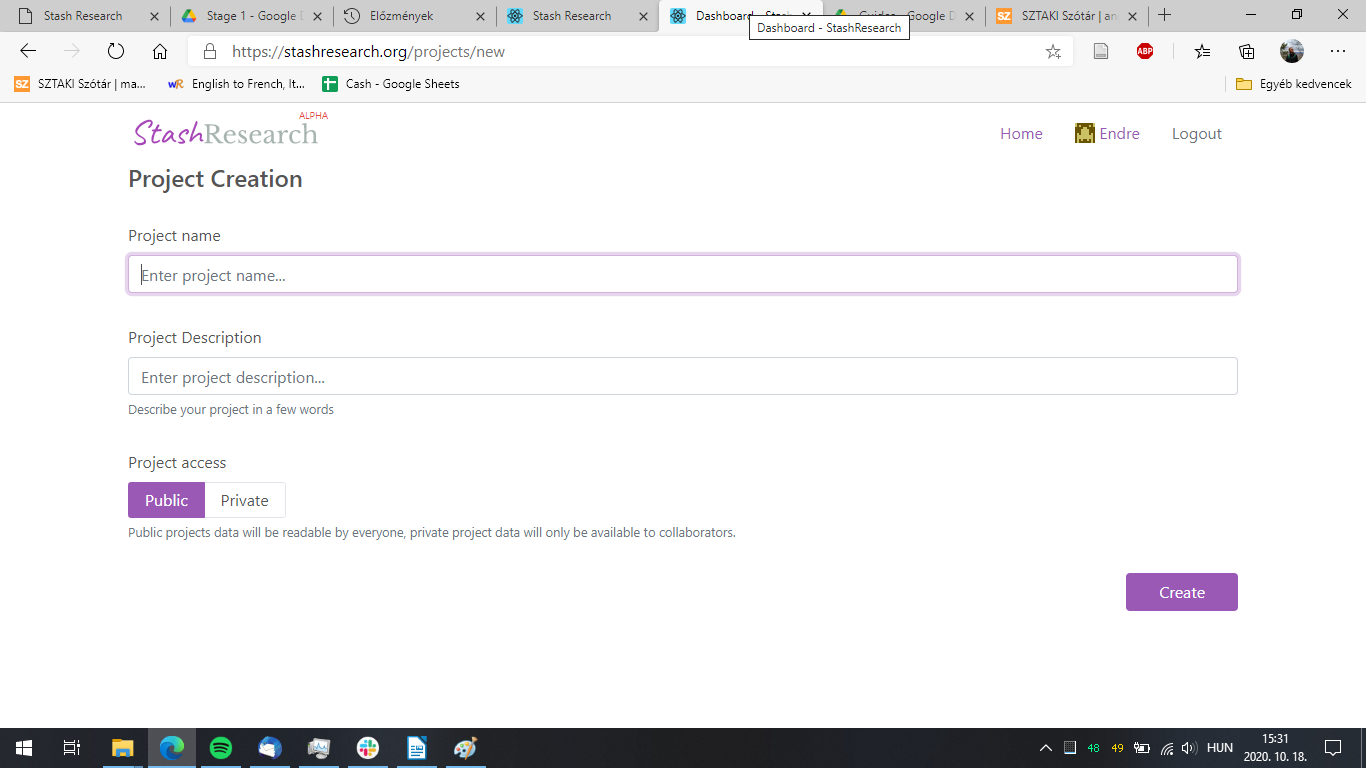 Stash Research
Stage 1 - Google D
Előzmények
Stash Research
Dashboard - Stash
Guides - Google D
SZTAKI Szótár | an
Dashboard - StashResearch
https://stashresearch.org/projects/new
ABP
SZTAKI Szótár | ma...
English to French, It...
Cash - Google Sheets
Egyéb kedvencek
StashResearch
ALPHA
Home
Endre
Logout
Project Creation
Project name
Enter project name...
Project Description
Enter project description...
Describe your project in a few words
Project access
Public
Private
Public projects data will be readable by everyone, private project data will only be available to collaborators.
Create
48
49
HUN
15:31
2020. 10. 18.